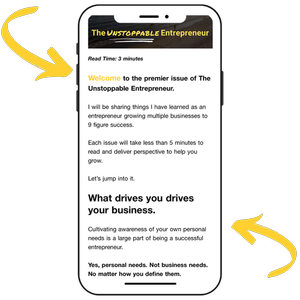 The UNSTOPPABLE Entrepreneur
Read Time: 3 minutes
Welcome to the premier issue of The
Unstoppable Entrepreneur.
I will be sharing things I have learned as an
entrepreneur growing multiple businesses to
9 figure success.
Each issue will take less than 5 minutes to
read and deliver perspective to help you
grow.
Let's jump into it.
What drives you drives
your business.
Cultivating awareness of your own personal
needs is a large part of being a successful
entrepreneur.
Yes, personal needs. Not business needs.
No matter how you define them.